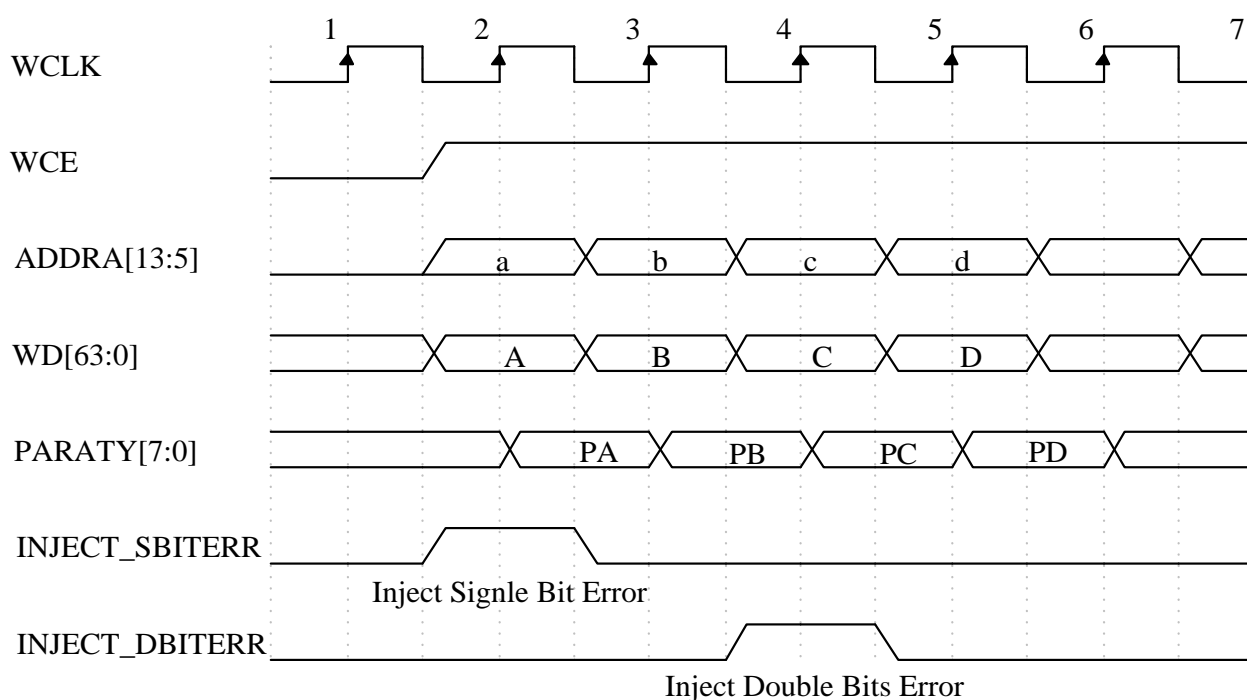 1 2 3 4 5 6 7
WCLK
WCE
ADDRA[13:5] a b c d
WD[63:0] A B C D
PARATY[7:0] PA PB PC PD
INJECT_SBITERR
Inject Signle Bit Error
INJECT_DBITERR
Inject Double Bits Error